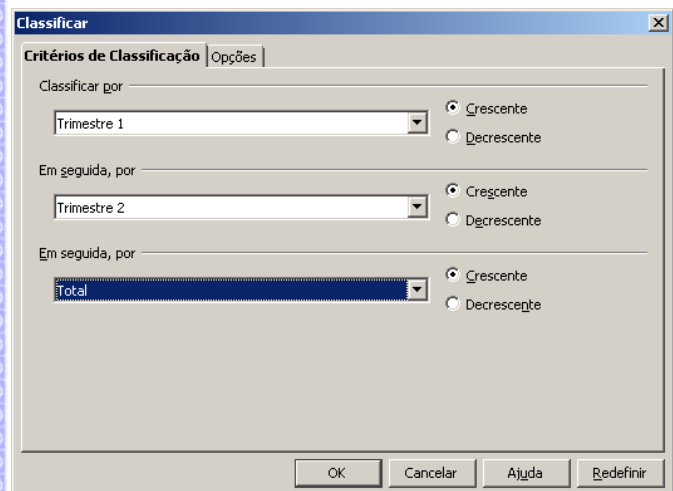 Classificar
Critérios de Classificação Opções
Classificar por
Trimestre 1
Crescente
Decrescente
Em seguida, por
Trimestre 2
Crescente
Decrescente
Em seguida, por
Total
Crescente
Decrescente
OK Cancelar Ajuda Redefinir